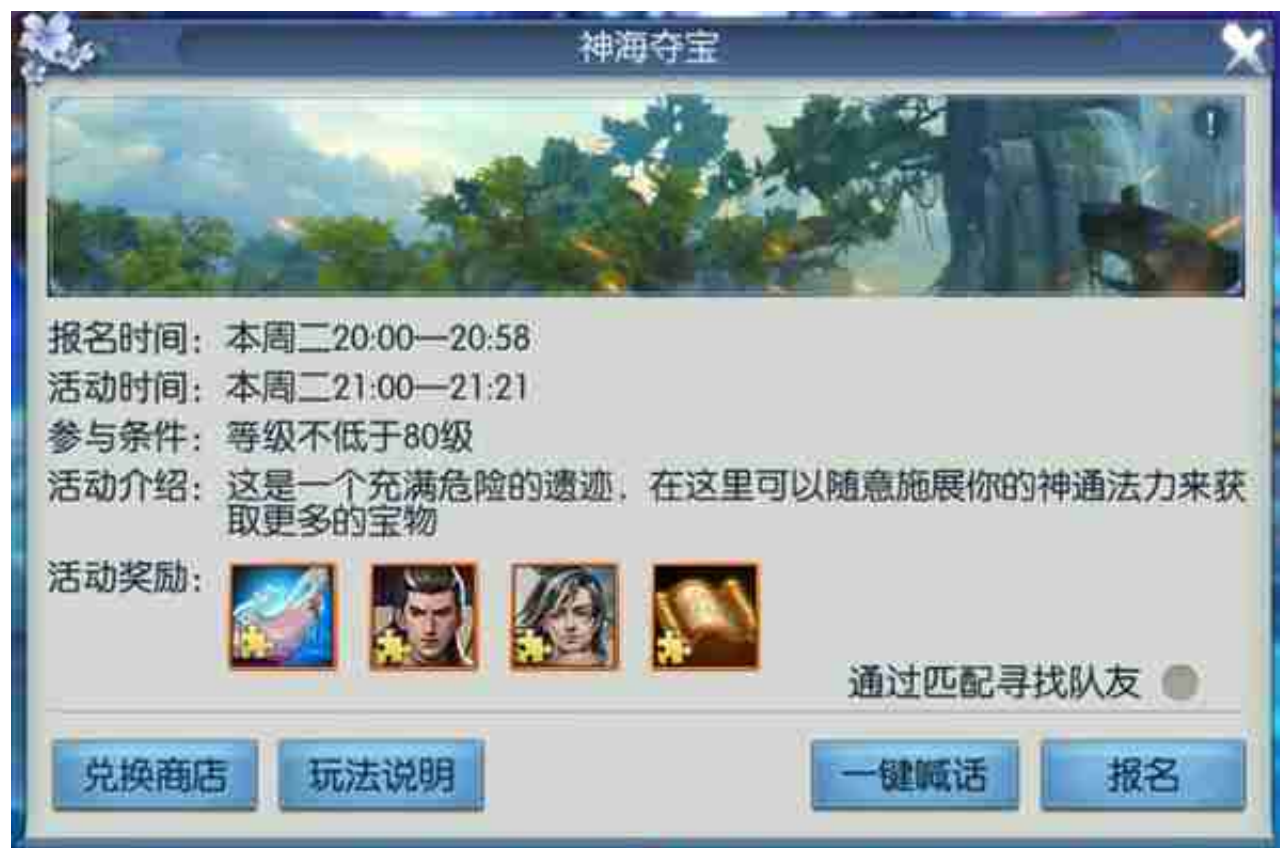 神海夺宝
报名时间：本周二20:00—20:58
活动时间：本周二21:00—21:21
参与条件：等级不低于80级
活动介绍：这是一个充满危险的遗迹，在这里可以随意施展你的神通法力来获
取更多的宝物
活动奖励：
通过匹配寻找队友
兑换商店 玩法说明 一键喊话 报名